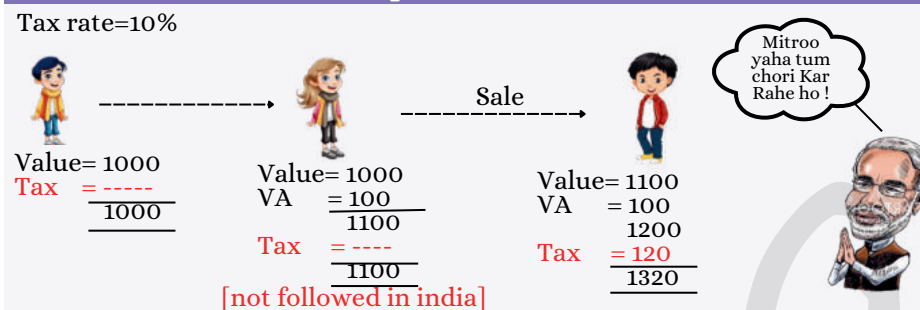 Tax rate=10%
Sale
Mitroo
yaha tum
chori Kar
Rahe ho !
Value= 1000
Tax = -----
1000
Value= 1000
VA = 100
1100
Tax = ----
1100
[not followed in india]
Value= 1100
VA = 100
1200
Tax = 120
1320